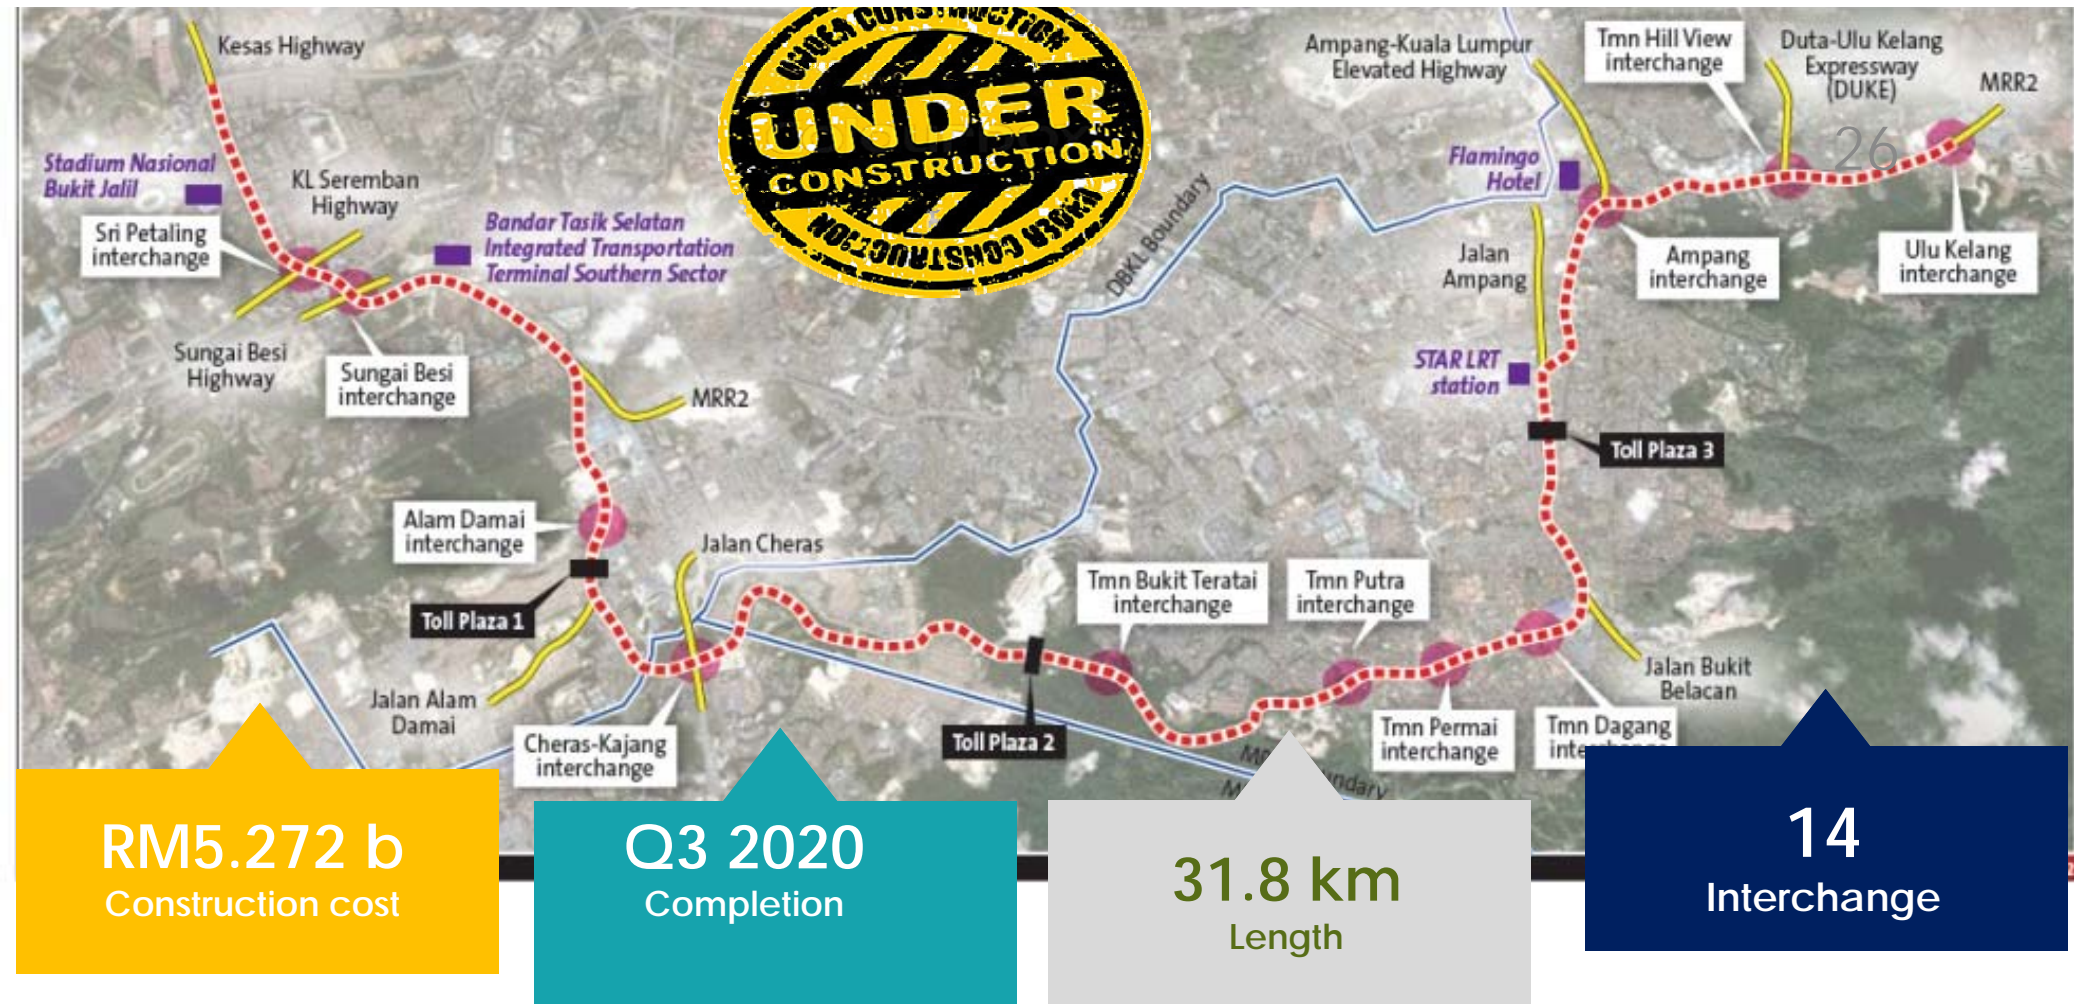 Kesas Highway
Stadium Nasional
Bukit Jalil
KL Seremban
Highway
Sri Petaling
interchange
Bandar Tasik Selatan
Integrated Transportation
Terminal Southern Sector
Sungai Besi
Highway
Sungai Besi
interchange
MRR2
UNDER CONSTRUCTION
UNDER
CONSTRUCTION
UNDER CONSTRUCTION
DBKL Boundary
Ampang-Kuala Lumpur
Elevated Highway
Tmn Hill View
interchange
Duta-Ulu Kelang
Expressway
(DUKE)
MRR2
26
Flamingo
Hotel
Jalan
Ampang
Ampang
interchange
Ulu Kelang
interchange
STAR LRT
station
Toll Plaza 3
Alam Damai
interchange
Jalan Cheras
Toll Plaza 1
Tmn Bukit Teratai
interchange
Tmn Putra
interchange
Jalan Alam
Damai
Cheras-Kajang
interchange
Toll Plaza 2
Tmn Permai
interchange
Tmn Dagang
Jalan Bukit
Belacan
RM5.272 b
Construction cost
Q3 2020
Completion
31.8 km
Length
14
Interchange